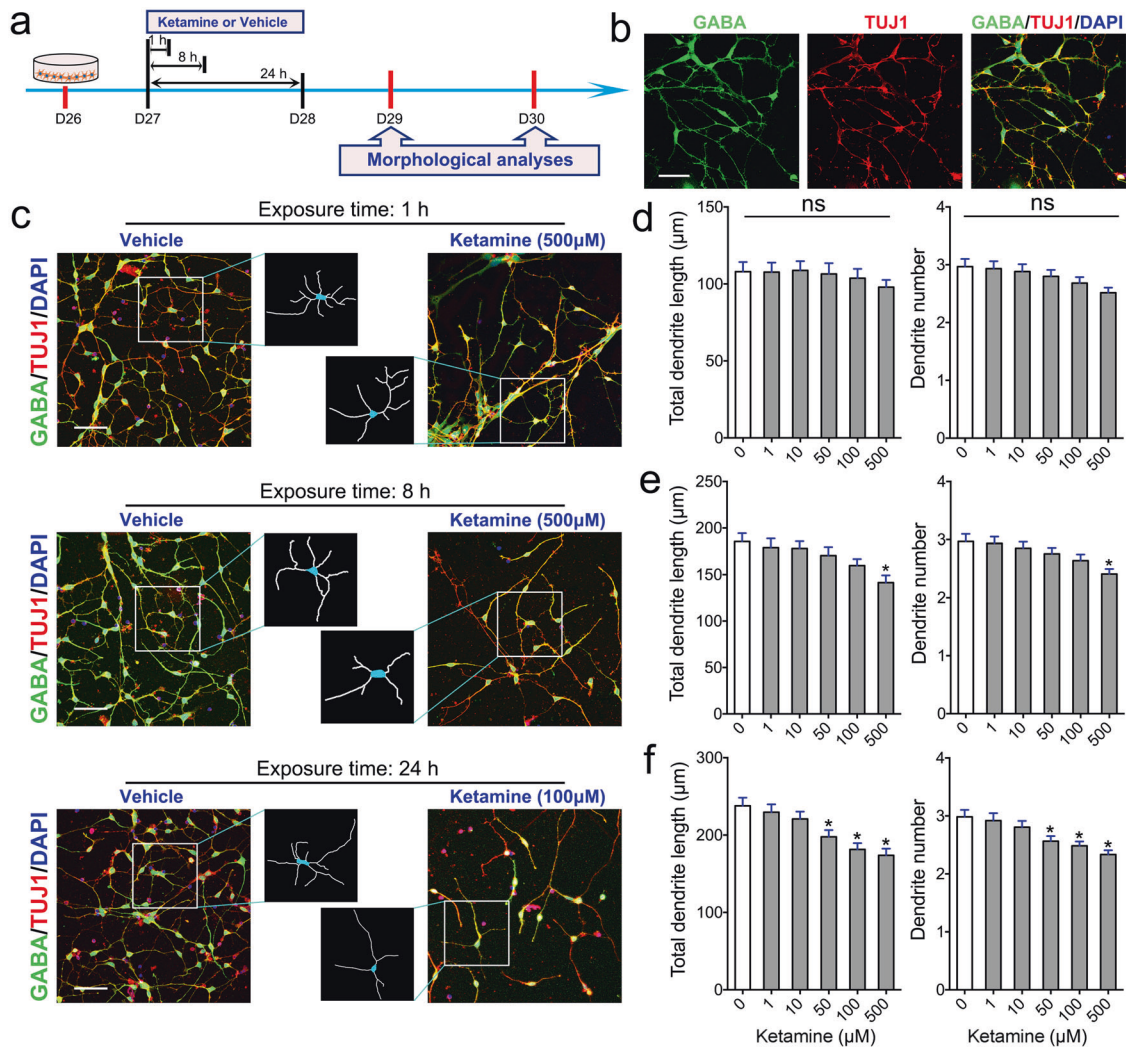 a
Ketamine or Vehicle
1 h
8 h
24 h
D26
D27
D28
D29
D30
Morphological analyses
b
GABA
TUJ1
GABA/TUJ1/DAPI
c
Exposure time: 1 h
Vehicle
Ketamine (500µM)
GABA/TUJ1/DAPI
Exposure time: 8 h
Vehicle
Ketamine (500µM)
GABA/TUJ1/DAPI
Exposure time: 24 h
Vehicle
Ketamine (100µM)
GABA/TUJ1/DAPI
d
ns
Total dendrite length (µm)
150
100
50
0
0 1 10 50 100 500
ns
Dendrite number
4
3
2
1
0
0 1 10 50 100 500
e
Total dendrite length (µm)
250
200
150
100
50
0
*
0 1 10 50 100 500
Dendrite number
4
3
2
1
0
*
0 1 10 50 100 500
f
Total dendrite length (µm)
300
200
100
0
* * *
0 1 10 50 100 500
Ketamine (µM)
Dendrite number
4
3
2
1
0
* * *
0 1 10 50 100 500
Ketamine (µM)